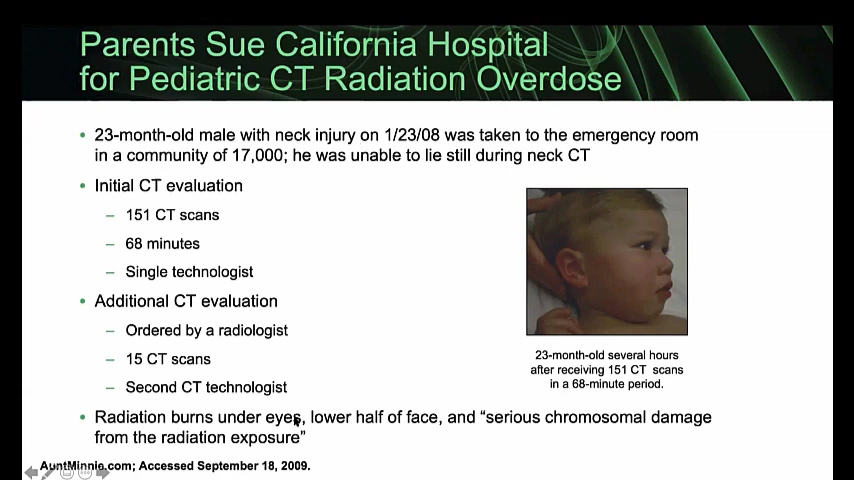 Parents Sue California Hospital
for Pediatric CT Radiation Overdose
• 23-month-old male with neck injury on 1/23/08 was taken to the emergency room
in a community of 17,000; he was unable to lie still during neck CT
• Initial CT evaluation
– 151 CT scans
– 68 minutes
– Single technologist
• Additional CT evaluation
– Ordered by a radiologist
– 15 CT scans
– Second CT technologist
• Radiation burns under eyes, lower half of face, and “serious chromosomal damage
from the radiation exposure”
23-month-old several hours
after receiving 151 CT scans
in a 68-minute period.
AuntMinnie.com; Accessed September 18, 2009.